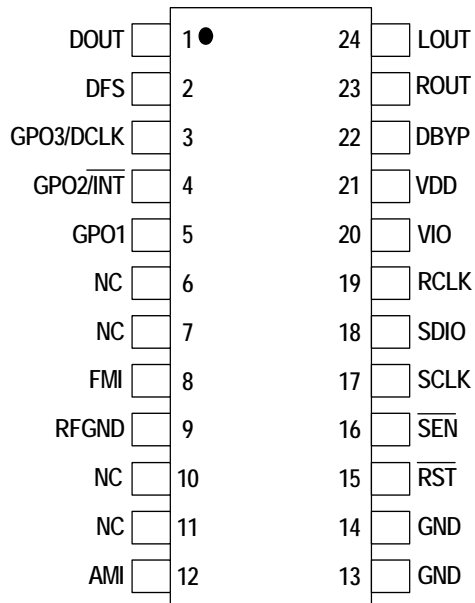 DOUT 1 24 LOUT
DFS 2 23 ROUT
GPO3/DCLK 3 22 DBYP
GPO2/INT 4 21 VDD
GPO1 5 20 VIO
NC 6 19 RCLK
NC 7 18 SDIO
FMI 8 17 SCLK
RFGND 9 16 SEN
NC 10 15 RST
NC 11 14 GND
AMI 12 13 GND